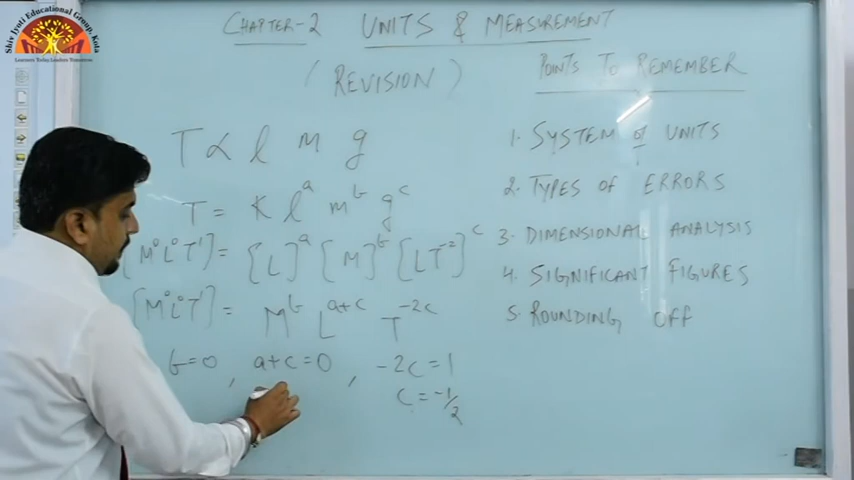 Shiv Jyoti Educational Group, Kota
Learners Today Leaders Tomorrow
CHAPTER-2 UNITS & MEASUREMENT
(REVISION)
T ∝ l m g
T = K l^a m^b g^c
[M⁰L⁰T¹] = [L]^a [M]^b [LT⁻²]^c
[M⁰L⁰T¹] = M^b L^(a+c) T^(-2c)
b=0, a+c=0, -2c=1
c = -1/2
POINTS TO REMEMBER
1. SYSTEM of UNITS
2. TYPES OF ERRORS
3. DIMENSIONAL ANALYSIS
4. SIGNIFICANT FIGURES
5. ROUNDING OFF